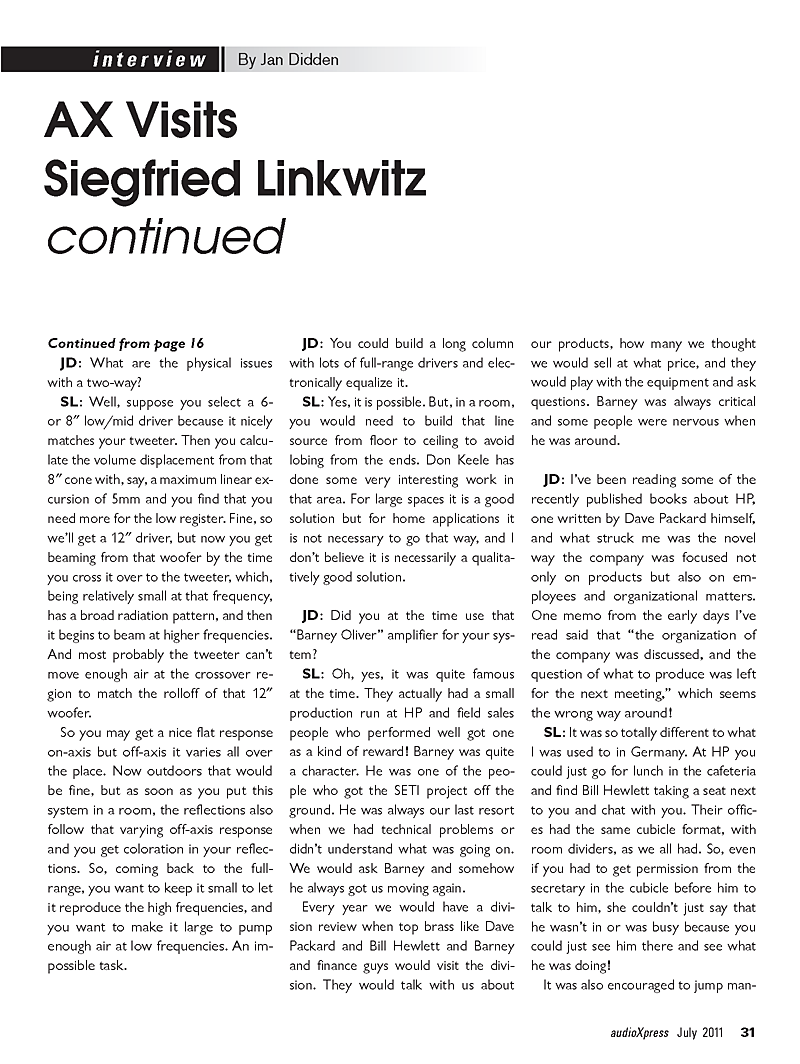 interview By Jan Didden
AX Visits
Siegfried Linkwitz
continued
Continued from page 16
JD: What are the physical issues
with a two-way?
SL: Well, suppose you select a 6-
or 8″ low/mid driver because it nicely
matches your tweeter. Then you calcu-
late the volume displacement from that
8″ cone with, say, a maximum linear ex-
cursion of 5mm and you find that you
need more for the low register. Fine, so
we'll get a 12″ driver, but now you get
beaming from that woofer by the time
you cross it over to the tweeter, which,
being relatively small at that frequency,
has a broad radiation pattern, and then
it begins to beam at higher frequencies.
And most probably the tweeter can't
move enough air at the crossover re-
gion to match the rolloff of that 12″
woofer.
So you may get a nice flat response
on-axis but off-axis it varies all over
the place. Now outdoors that would
be fine, but as soon as you put this
system in a room, the reflections also
follow that varying off-axis response
and you get coloration in your reflec-
tions. So, coming back to the full-
range, you want to keep it small to let
it reproduce the high frequencies, and
you want to make it large to pump
enough air at low frequencies. An im-
possible task.
JD: You could build a long column
with lots of full-range drivers and elec-
tronically equalize it.
SL: Yes, it is possible. But, in a room,
you would need to build that line
source from floor to ceiling to avoid
lobing from the ends. Don Keele has
done some very interesting work in
that area. For large spaces it is a good
solution but for home applications it
is not necessary to go that way, and I
don't believe it is necessarily a qualita-
tively good solution.
JD: Did you at the time use that
“Barney Oliver” amplifier for your sys-
tem?
SL: Oh, yes, it was quite famous
at the time. They actually had a small
production run at HP and field sales
people who performed well got one
as a kind of reward! Barney was quite
a character. He was one of the peo-
ple who got the SETI project off the
ground. He was always our last resort
when we had technical problems or
didn't understand what was going on.
We would ask Barney and somehow
he always got us moving again.
Every year we would have a divi-
sion review when top brass like Dave
Packard and Bill Hewlett and Barney
and finance guys would visit the divi-
sion. They would talk with us about
our products, how many we thought
we would sell at what price, and they
would play with the equipment and ask
questions. Barney was always critical
and some people were nervous when
he was around.
JD: I've been reading some of the
recently published books about HP,
one written by Dave Packard himself,
and what struck me was the novel
way the company was focused not
only on products but also on em-
ployees and organizational matters.
One memo from the early days I've
read said that “the organization of
the company was discussed, and the
question of what to produce was left
for the next meeting,” which seems
the wrong way around!
SL: It was so totally different to what
I was used to in Germany. At HP you
could just go for lunch in the cafeteria
and find Bill Hewlett taking a seat next
to you and chat with you. Their offic-
es had the same cubicle format, with
room dividers, as we all had. So, even
if you had to get permission from the
secretary in the cubicle before him to
talk to him, she couldn't just say that
he wasn't in or was busy because you
could just see him there and see what
he was doing!
It was also encouraged to jump man-
audioXpress July 2011 31